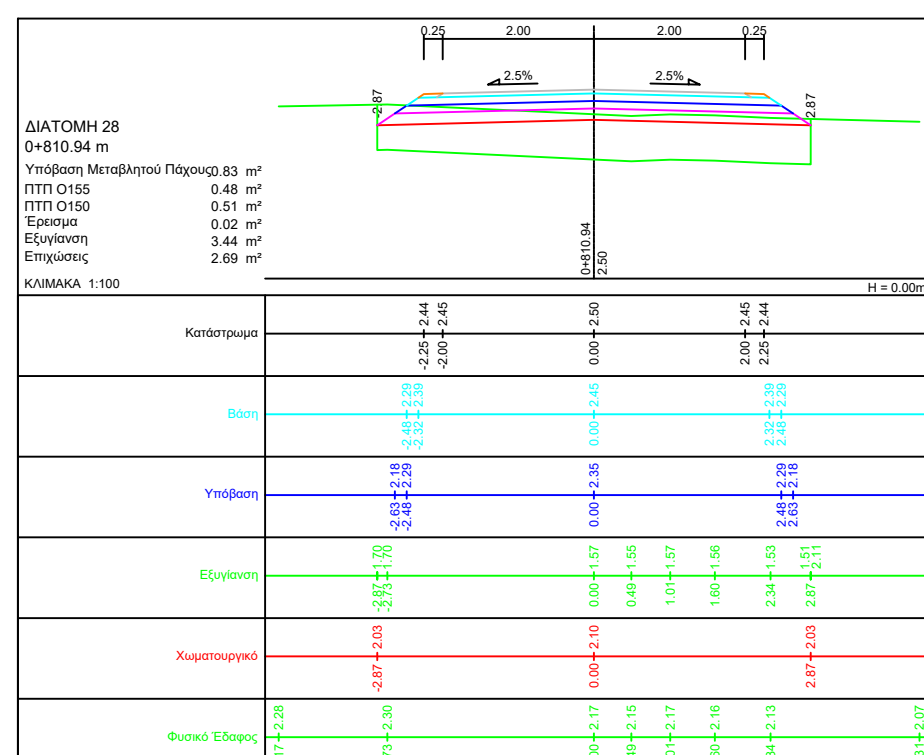 0.25 2.00 2.00 0.25
2.5% 2.5%
2.87 2.87
ΔΙΑΤΟΜΗ 28
0+810.94 m
Υπόβαση Μεταβλητού Πάχους 0.83 m²
ΠΤΠ Ο155 0.48 m²
ΠΤΠ Ο150 0.51 m²
Έρεισμα 0.02 m²
Εξυγίανση 3.44 m²
Επιχώσεις 2.69 m²
ΚΛΙΜΑΚΑ 1:100
0+810.94
2.50
H = 0.00m
Κατάστρωμα
2.44 2.45 2.50 2.45 2.44
-2.25 -2.00 0.00 2.00 2.25
Βάση
2.29 2.39 2.45 2.39 2.29
-2.48 -2.32 0.00 2.32 2.48
Υπόβαση
2.18 2.29 2.35 2.29 2.18
-2.63 -2.48 0.00 2.48 2.63
Εξυγίανση
1.70 1.70 1.57 1.55 1.57 1.56 1.53 1.51 2.11
-2.87 -2.73 0.00 0.49 1.01 1.60 2.34 2.87
Χωματουργικό
2.03 2.10 2.03
-2.87 0.00 2.87
Φυσικό Έδαφος
2.28 2.30 2.17 2.15 2.17 2.16 2.13 2.07